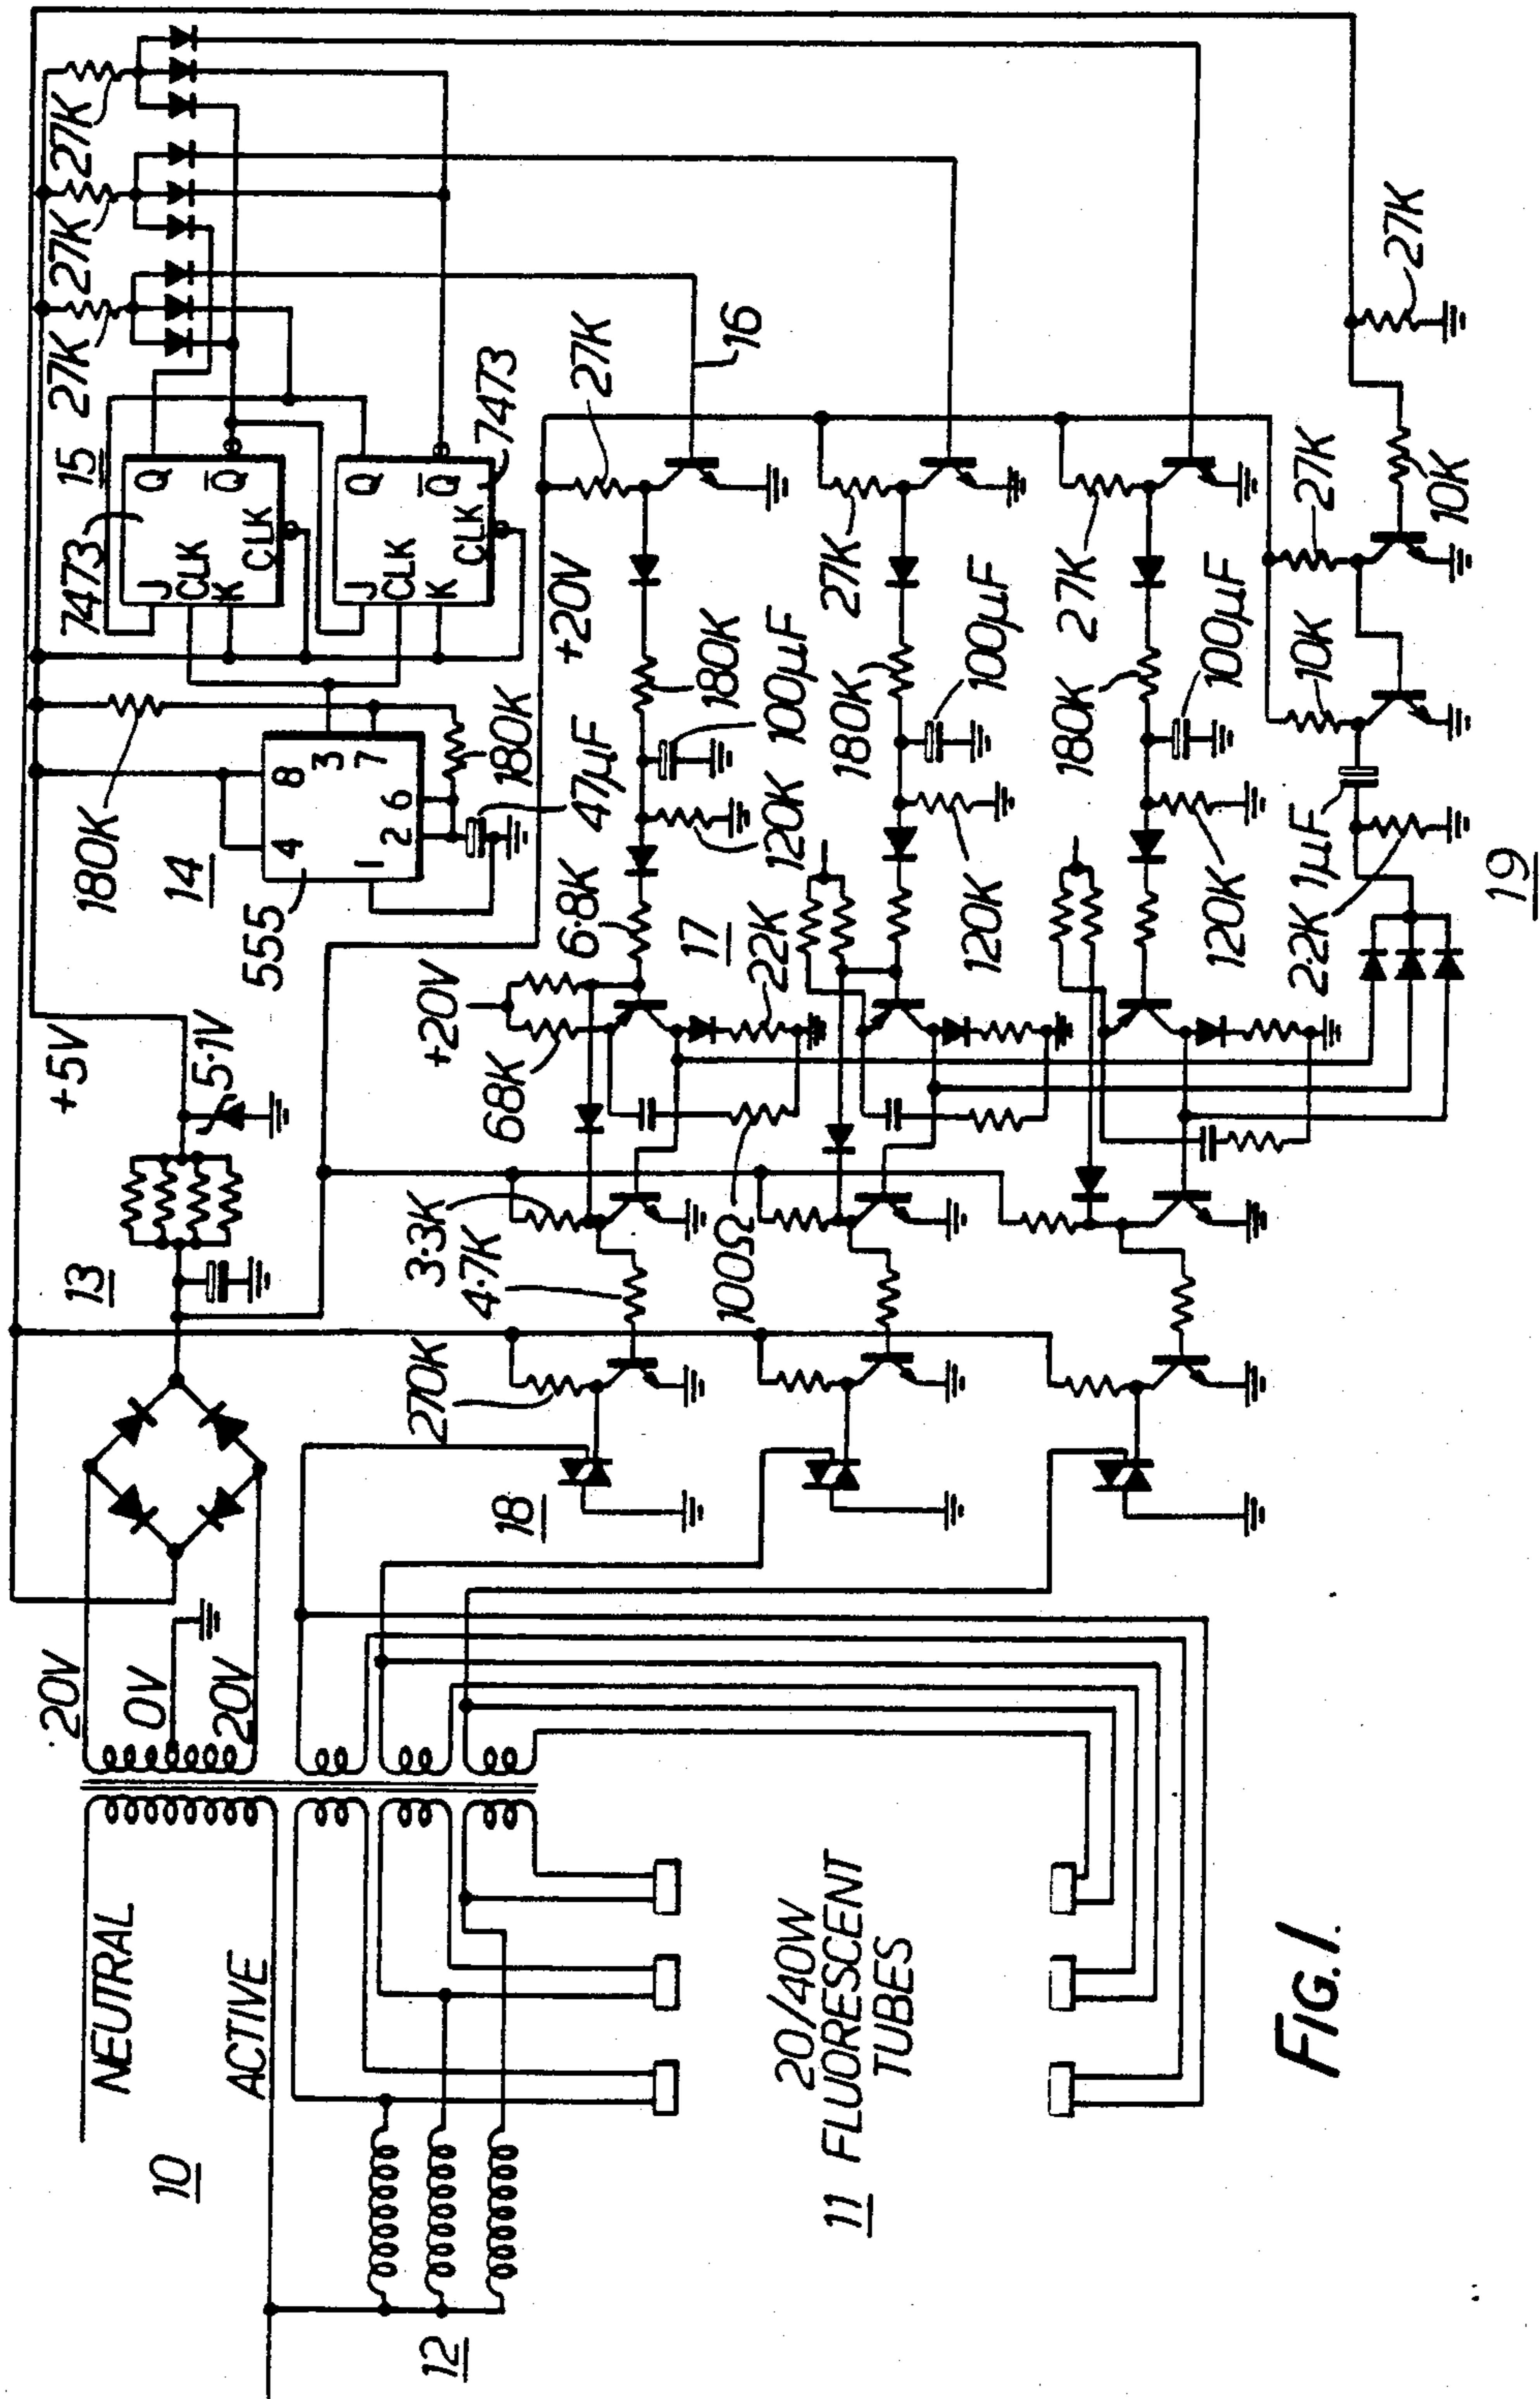 NEUTRAL
10
ACTIVE
12
20V
0V
20V
13
+5V
5·1V
180K
14
555
4
8
3
7
1
2
6
180K
47µF
7473
15
J
Q
CLK
K
Q̅
CLK
J
Q
CLK
K
Q̅
CLK
7473
27K
27K
27K
+20V
27K
16
180K
100µF
120K
6·8K
+20V
68K
17
22K
3·3K
4.7K
100Ω
270K
18
27K
180K
100µF
120K
27K
180K
100µF
120K
2·2K
1µF
10K
27K
10K
27K
19
20/40W
11 FLUORESCENT
TUBES
FIG. 1.